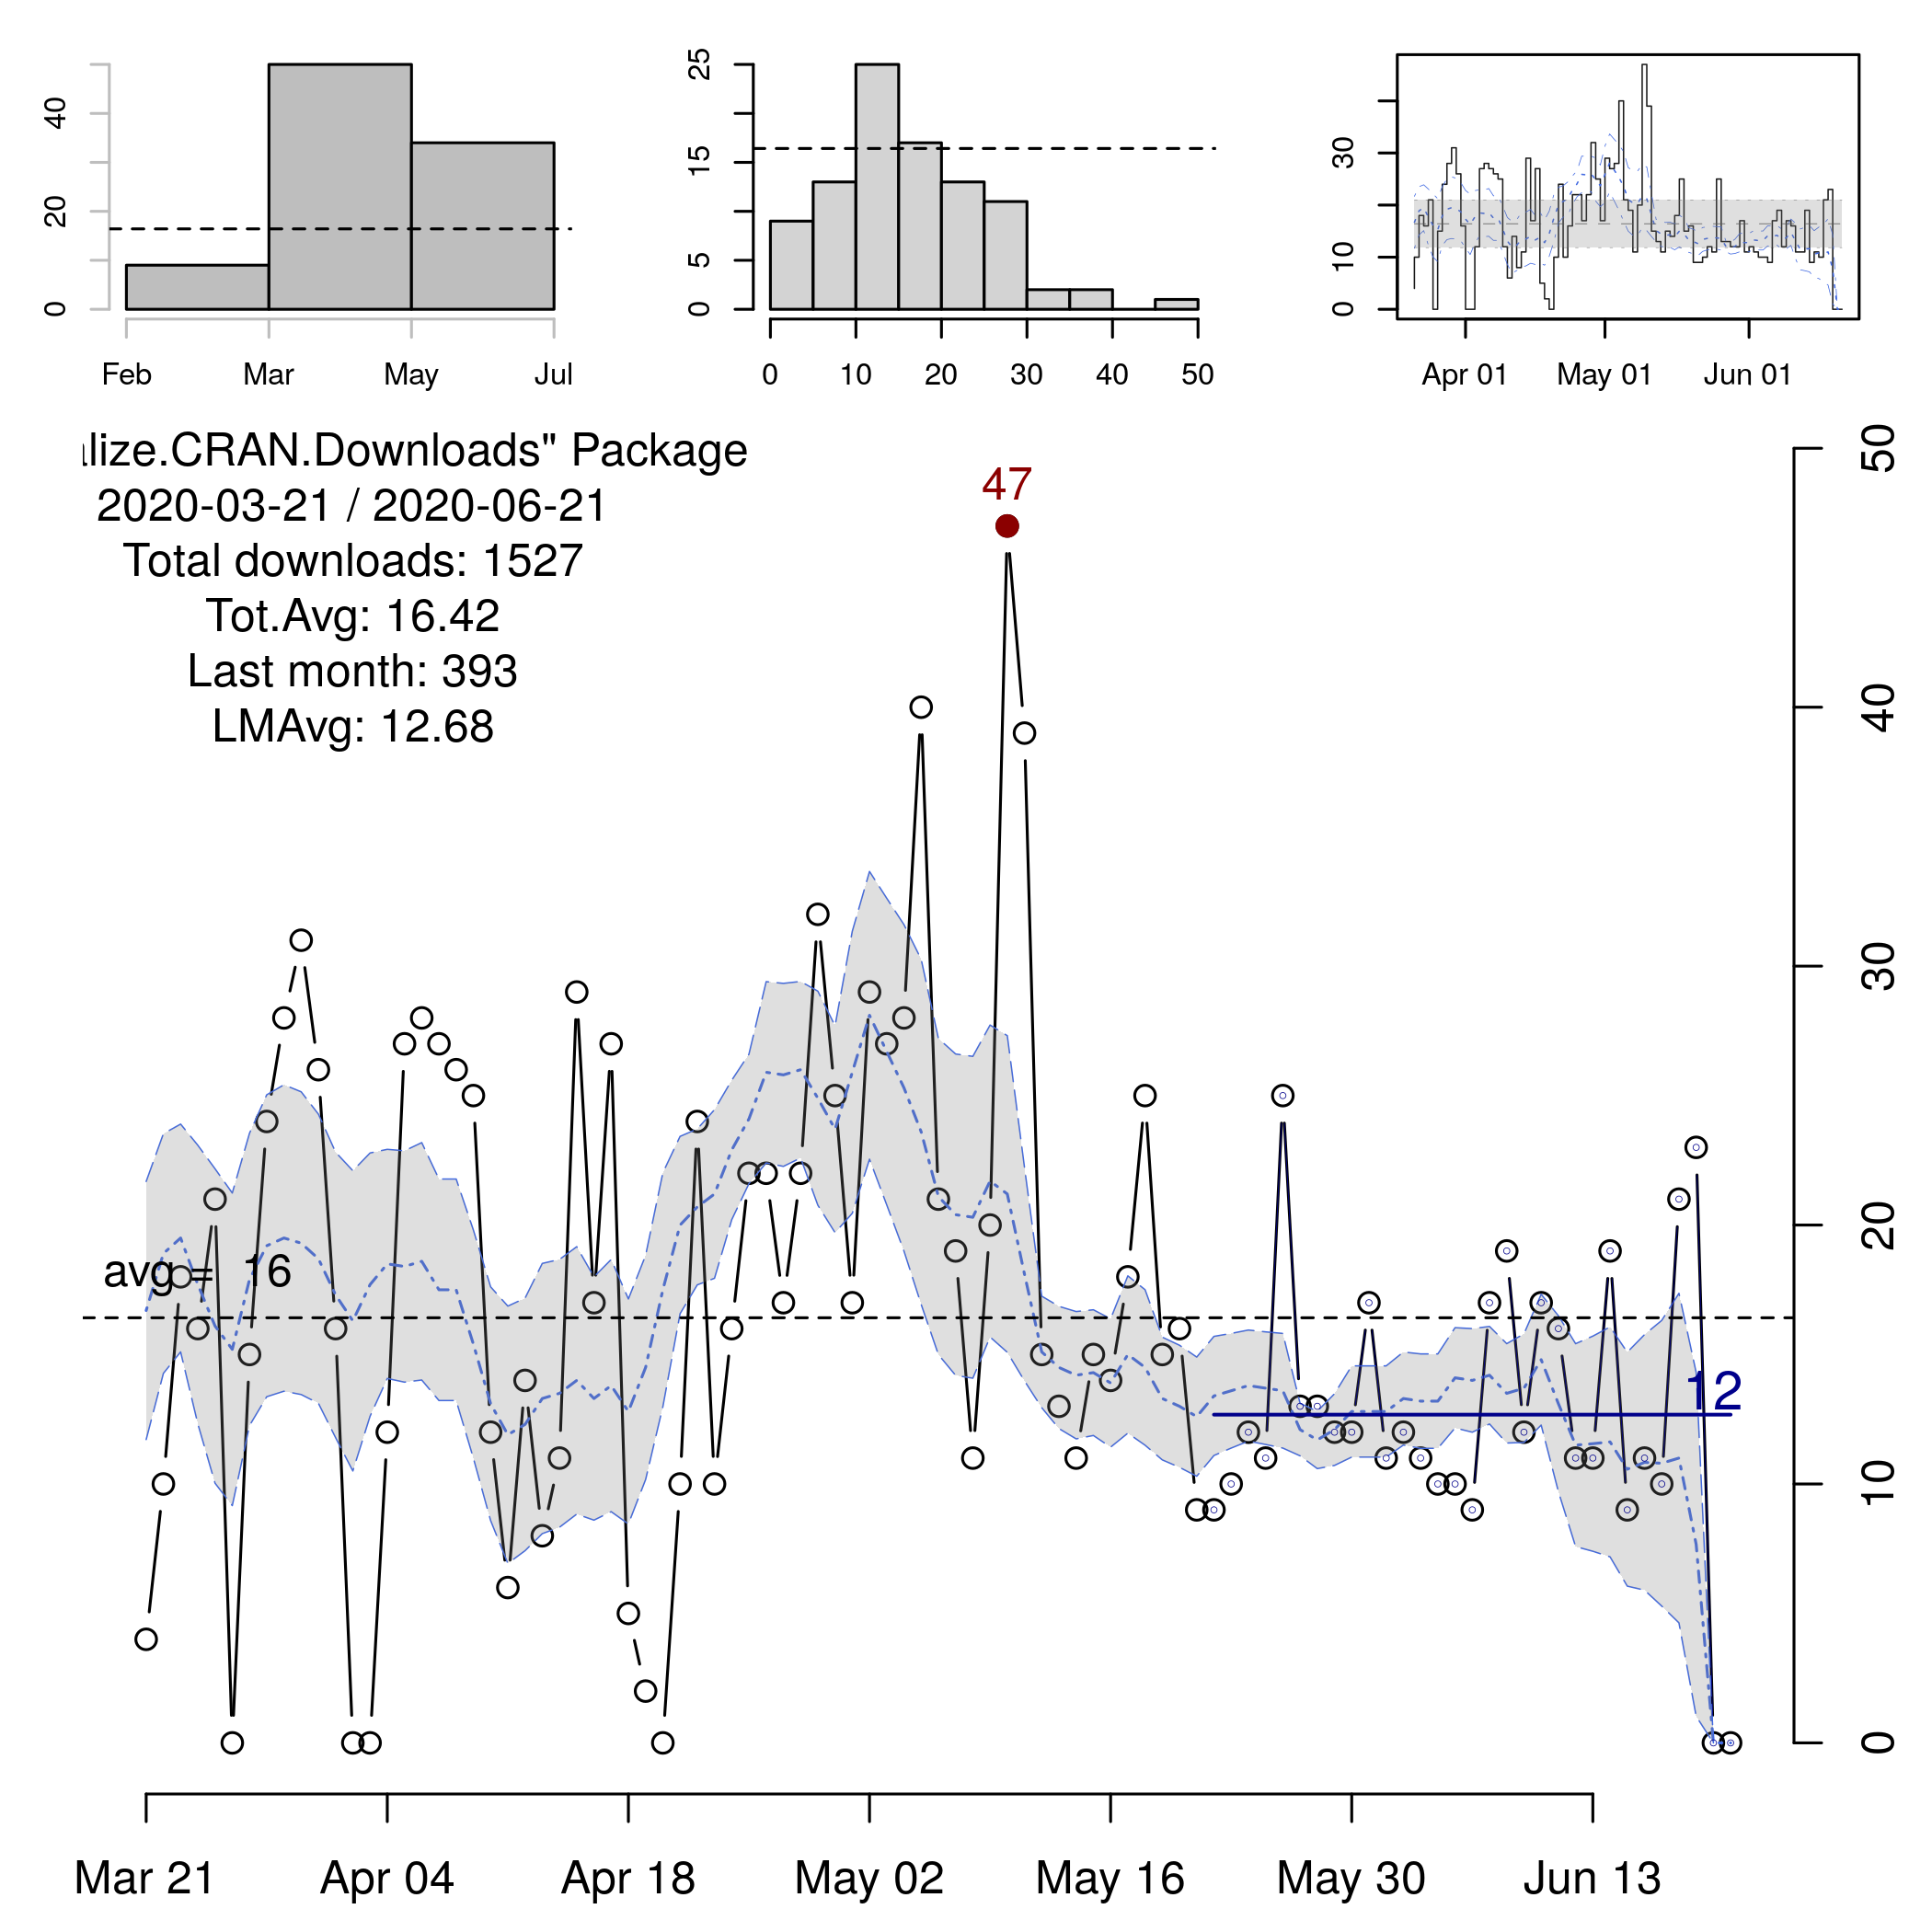 40
20
0
Feb Mar May Jul
25
15
5
0
0 10 20 30 40 50
30
10
0
Apr 01 May 01 Jun 01
lize.CRAN.Downloads" Package
2020-03-21 / 2020-06-21
Total downloads: 1527
Tot.Avg: 16.42
Last month: 393
LMAvg: 12.68
47
avg = 16
12
50
40
30
20
10
0
Mar 21 Apr 04 Apr 18 May 02 May 16 May 30 Jun 13